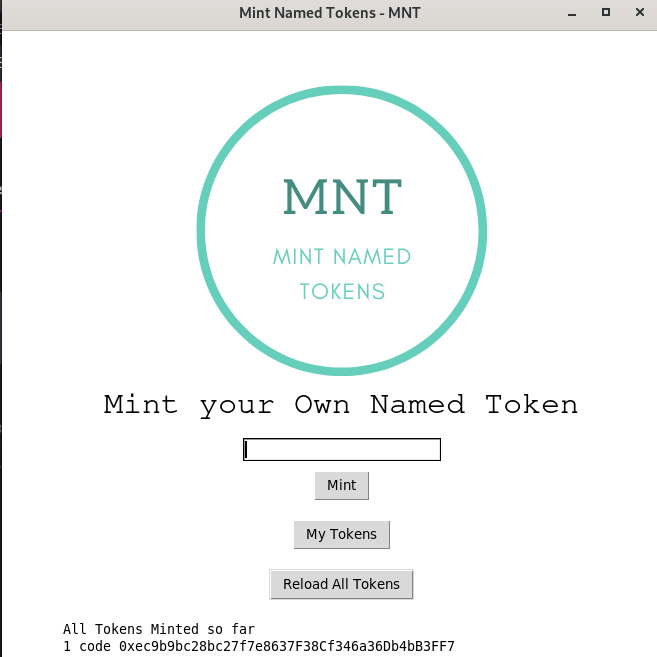 Mint Named Tokens - MNT
MNT
MINT NAMED
TOKENS
Mint your Own Named Token
Mint
My Tokens
Reload All Tokens
All Tokens Minted so far
1 code 0xec9b9bc28bc27f7e8637F38Cf346a36Db4bB3FF7